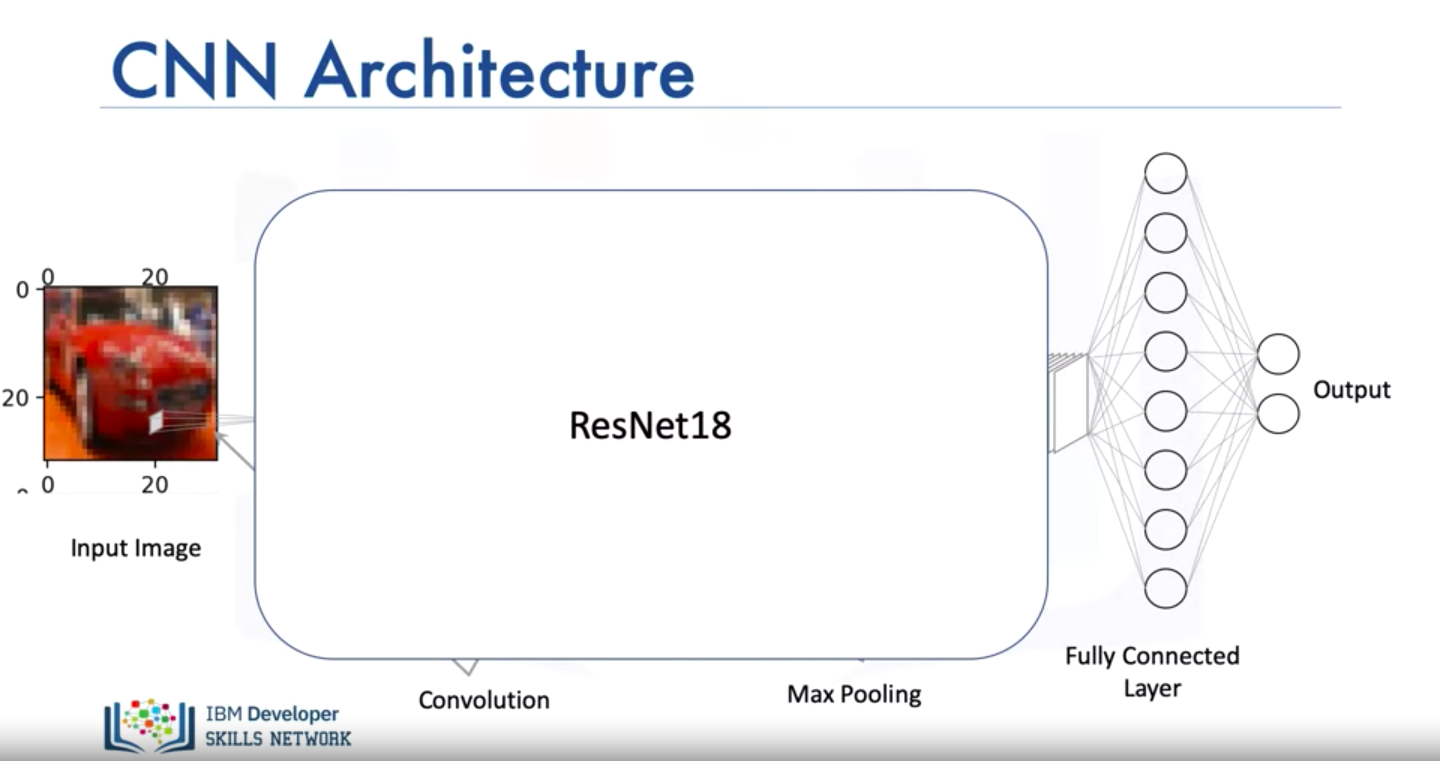 CNN Architecture
0 20
0
20
0 20
Input Image
ResNet18
Output
Convolution
Max Pooling
Fully Connected
Layer
IBM Developer
SKILLS NETWORK